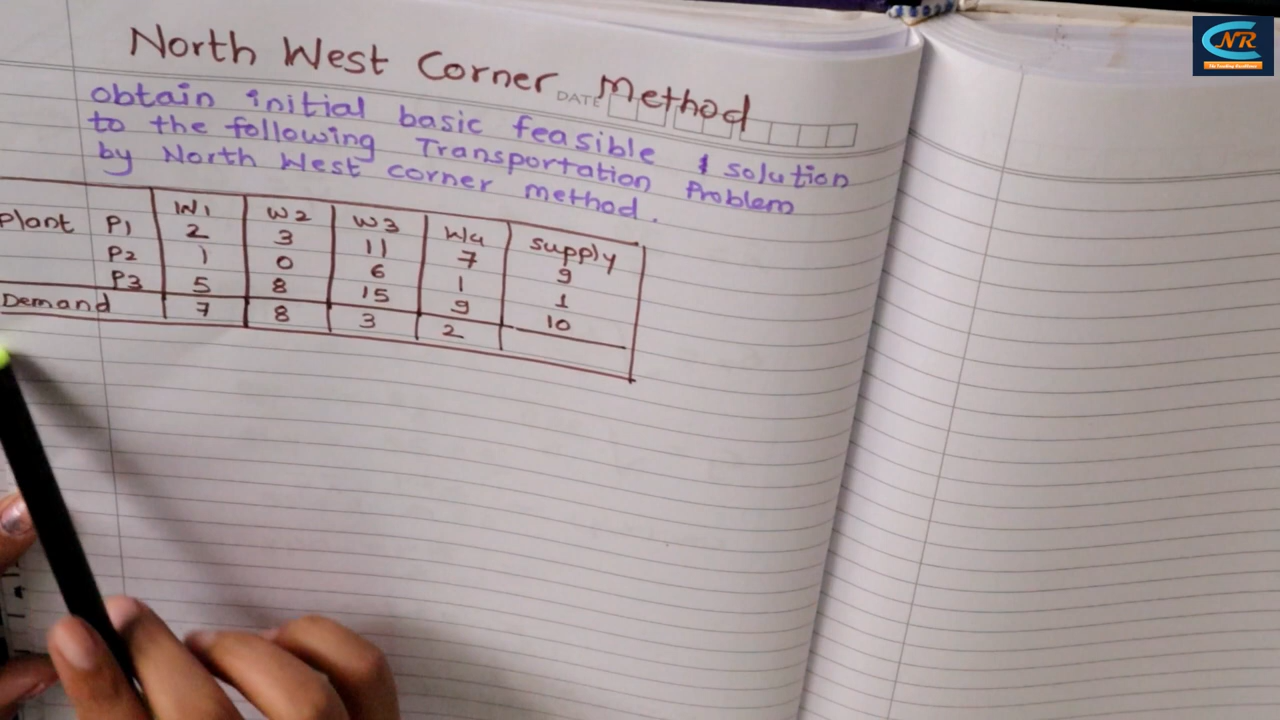 North West Corner Method
DATE
obtain initial basic feasible solution
to the following Transportation Problem
by North West corner method.
W1 W2 W3 W4 supply
Plant P1 2 3 11 7 9
P2 1 0 6 1 1
P3 5 8 15 9 10
Demand 7 8 3 2
NR